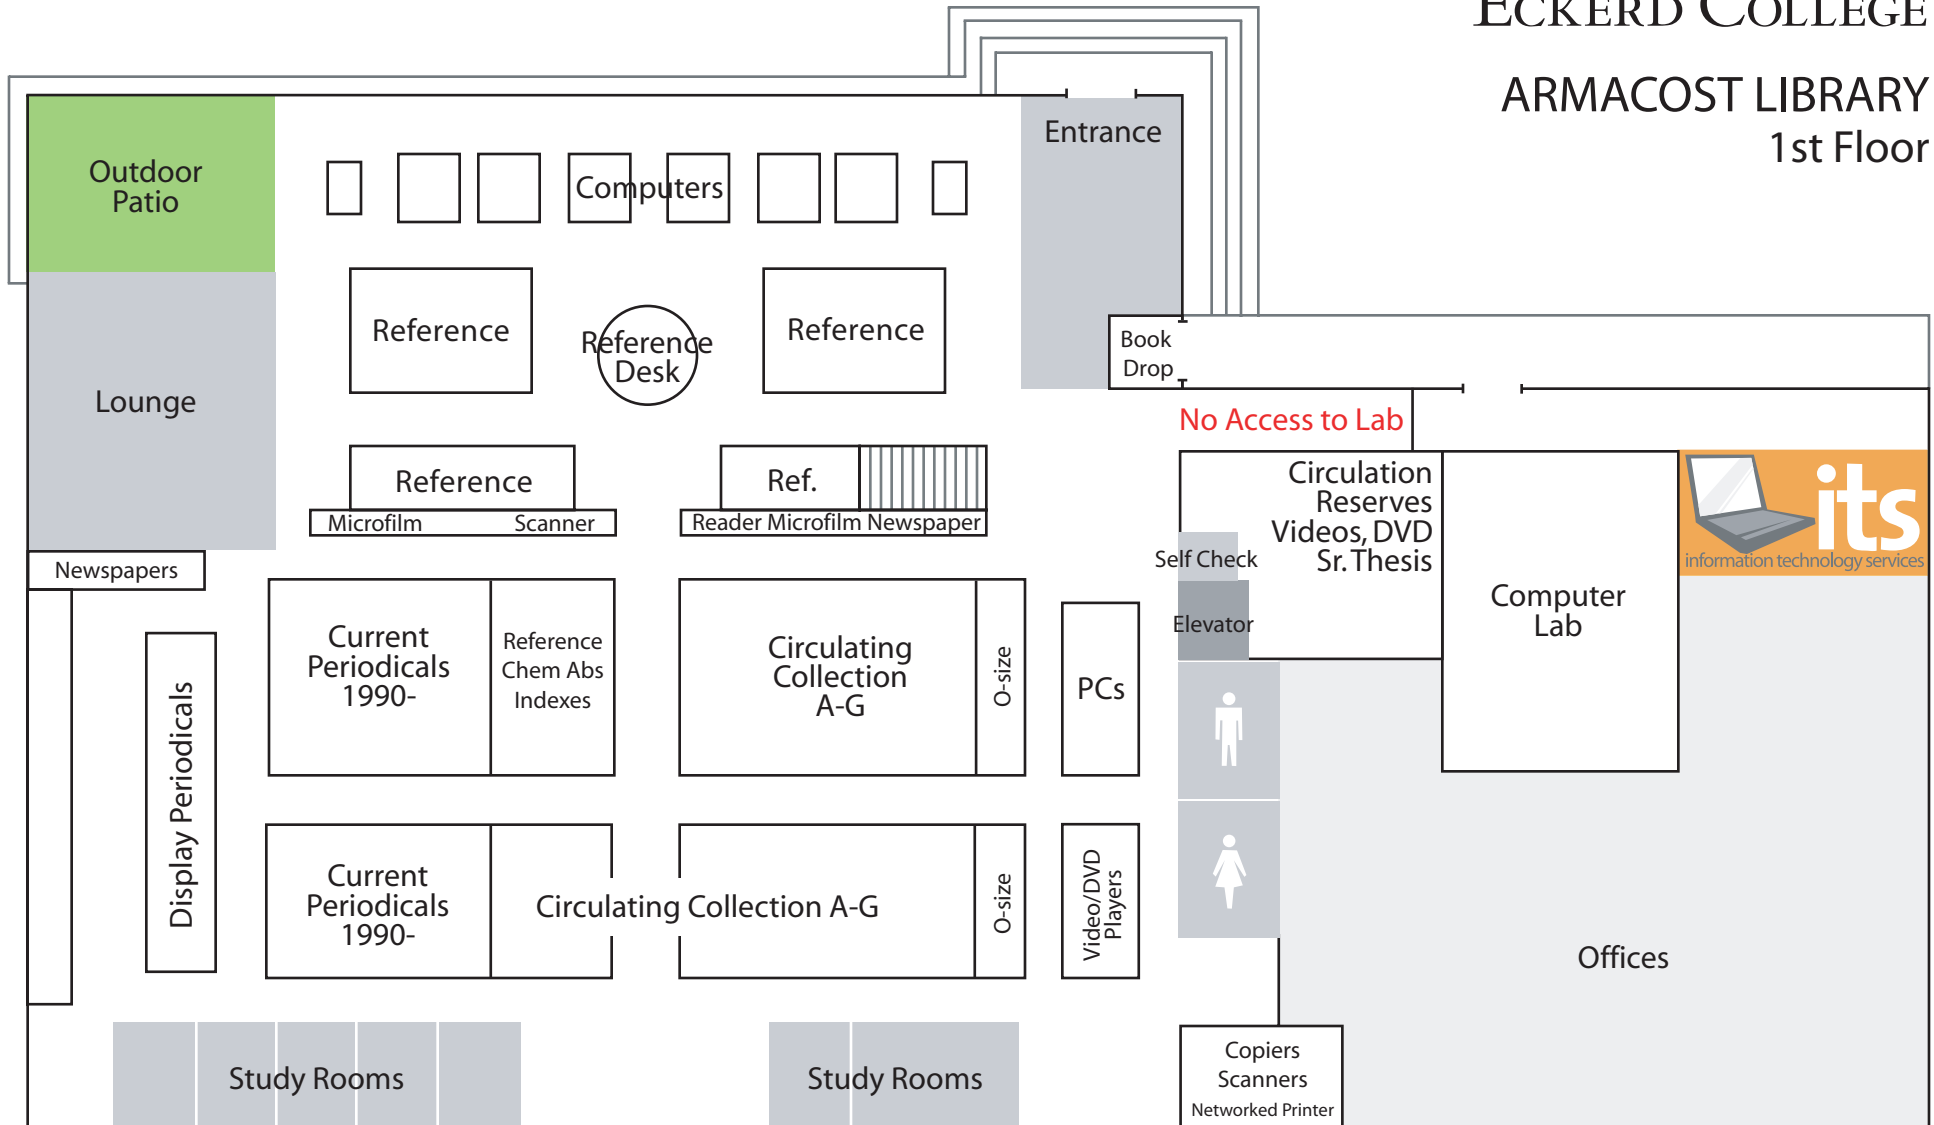 ECKERD COLLEGE
ARMACOST LIBRARY
1st Floor
Entrance
Outdoor
Patio
Computers
Reference
Reference
Desk
Reference
Book
Drop
Lounge
No Access to Lab
Reference
Ref.
Microfilm Scanner
Reader Microfilm Newspaper
Circulation
Reserves
Videos, DVD
Sr. Thesis
its
information technology services
Self Check
Newspapers
Elevator
Computer
Lab
Current
Periodicals
1990-
Reference
Chem Abs
Indexes
Circulating
Collection
A-G
O-size
PCs
Display Periodicals
Current
Periodicals
1990-
Circulating Collection A-G
O-size
Video/DVD
Players
Offices
Study Rooms
Study Rooms
Copiers
Scanners
Networked Printer